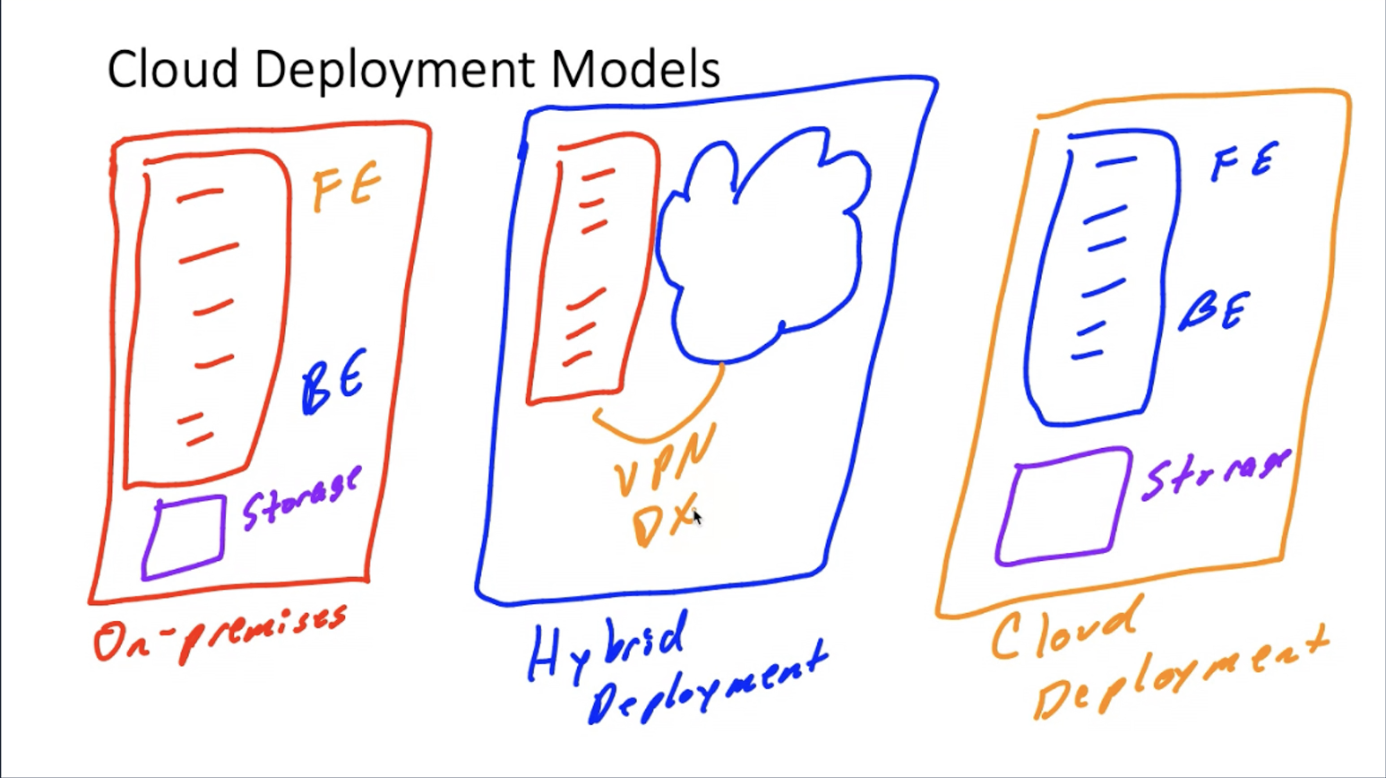 Cloud Deployment Models
FE
BE
Storage
On-premises
VPN
DX
Hybrid
Deployment
FE
BE
Storage
Cloud
Deployment